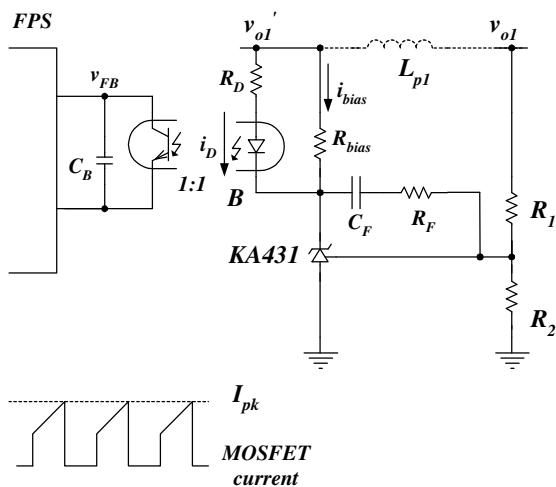 FPS
v_o1'
v_o1
R_D
L_p1
v_FB
i_bias
i_D
R_bias
C_B
1:1
B
C_F
R_F
R_1
KA431
R_2
I_pk
MOSFET
current